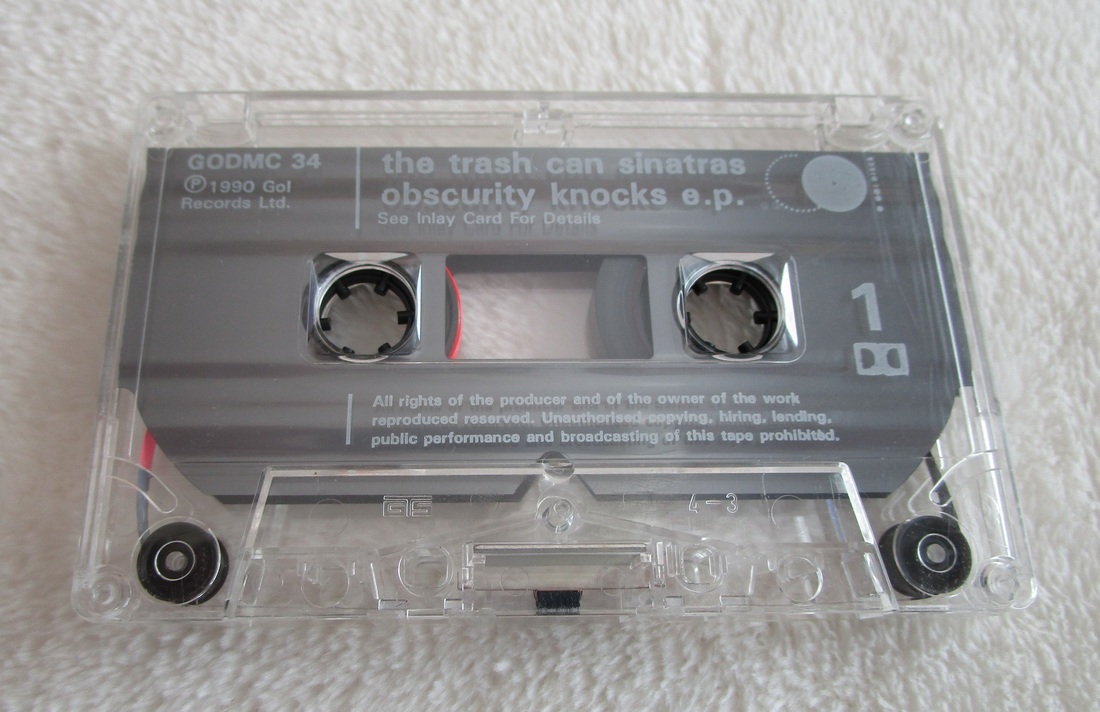 GODMC 34
Ⓟ 1990 Go!
Records Ltd.
the trash can sinatras
obscurity knocks e.p.
See Inlay Card For Details
1
All rights of the producer and of the owner of the work
reproduced reserved. Unauthorised copying, hiring, lending,
public performance and broadcasting of this tape prohibited.
4-3